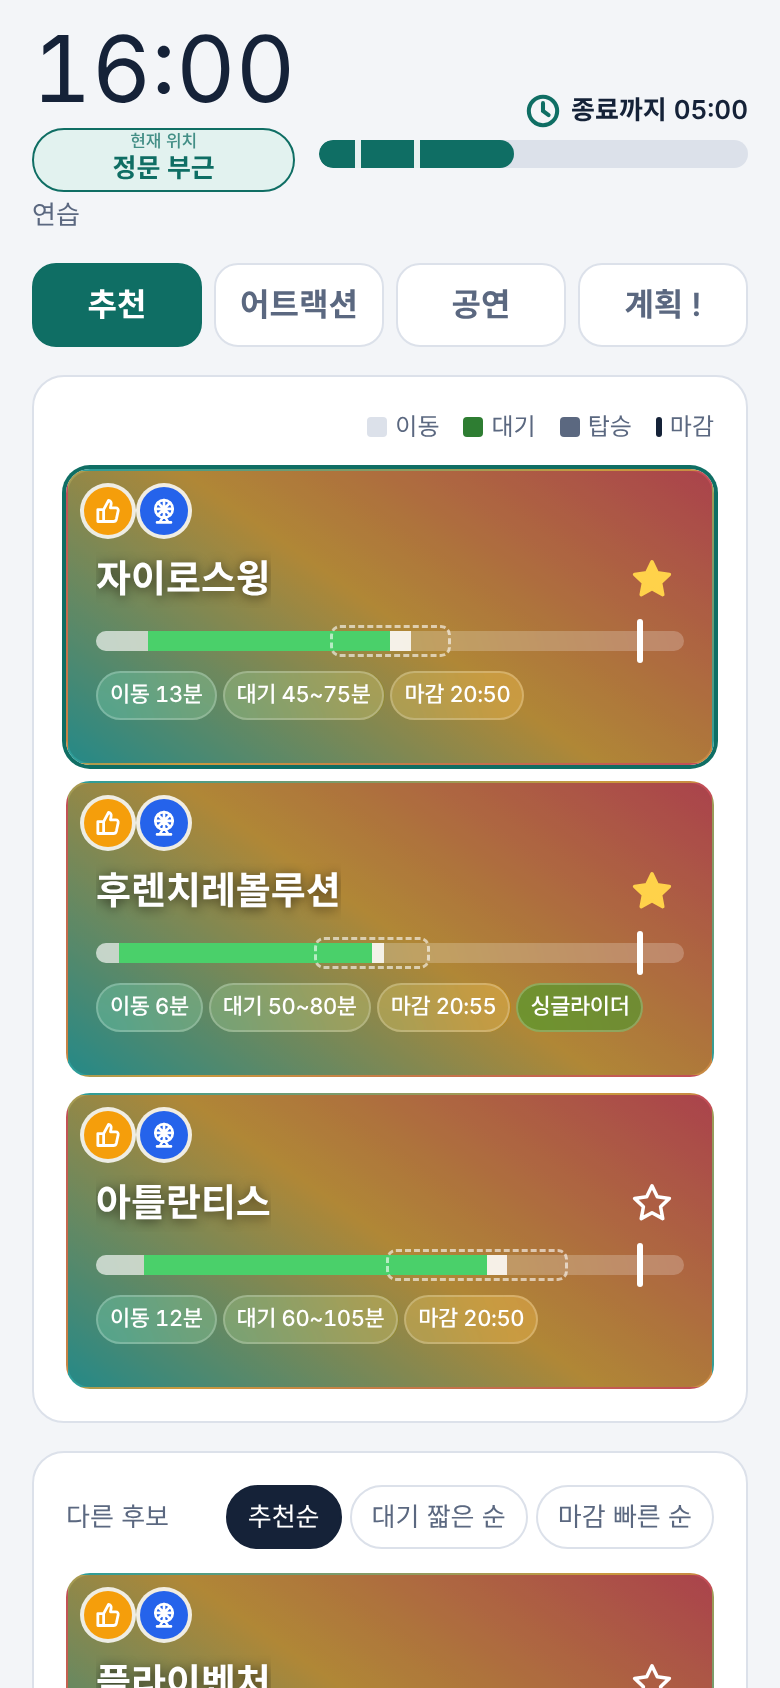 16:00
종료까지 05:00
현재 위치
정문 부근
연습
추천 어트랙션 공연 계획 !
이동 대기 탑승 마감
자이로스윙
이동 13분 대기 45~75분 마감 20:50
후렌치레볼루션
이동 6분 대기 50~80분 마감 20:55 싱글라이더
아틀란티스
이동 12분 대기 60~105분 마감 20:50
다른 후보 추천순 대기 짧은 순 마감 빠른 순
플라이벤처